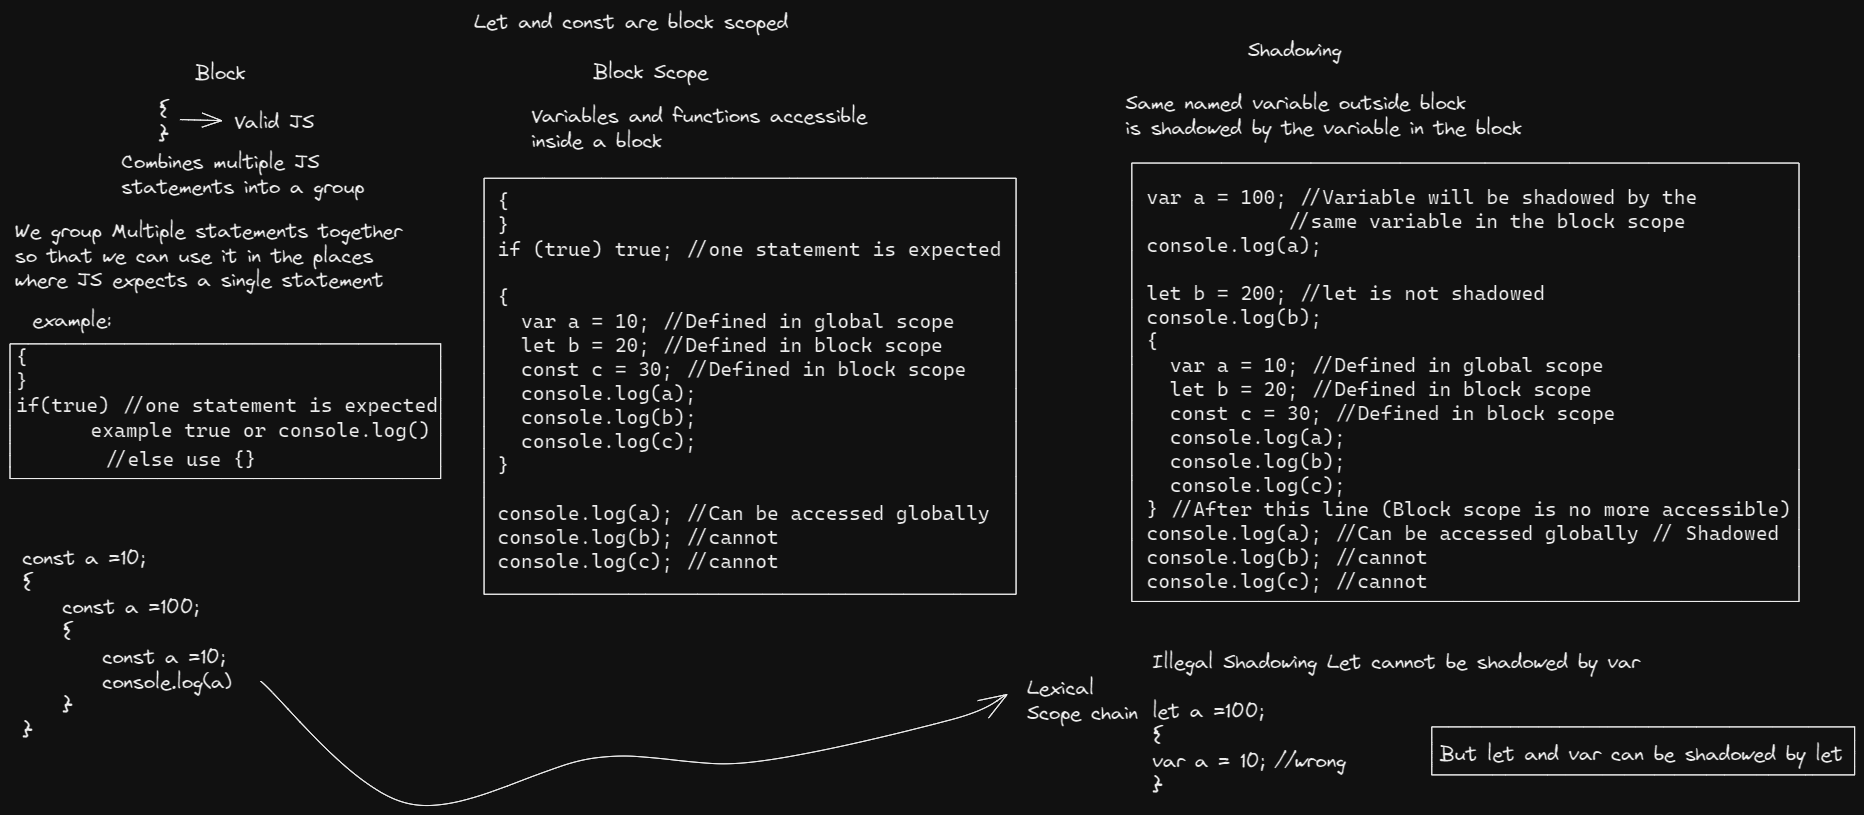 Let and const are block scoped
Block
{
} Valid JS
Combines multiple JS
statements into a group
We group Multiple statements together
so that we can use it in the places
where JS expects a single statement
example:
{
}
if(true) //one statement is expected
example true or console.log()
//else use {}
const a =10;
{
const a =100;
{
const a =10;
console.log(a)
}
}
Block Scope
Variables and functions accessible
inside a block
{
}
if (true) true; //one statement is expected
{
var a = 10; //Defined in global scope
let b = 20; //Defined in block scope
const c = 30; //Defined in block scope
console.log(a);
console.log(b);
console.log(c);
}
console.log(a); //Can be accessed globally
console.log(b); //cannot
console.log(c); //cannot
Lexical
Scope chain
Shadowing
Same named variable outside block
is shadowed by the variable in the block
var a = 100; //Variable will be shadowed by the
//same variable in the block scope
console.log(a);
let b = 200; //let is not shadowed
console.log(b);
{
var a = 10; //Defined in global scope
let b = 20; //Defined in block scope
const c = 30; //Defined in block scope
console.log(a);
console.log(b);
console.log(c);
} //After this line (Block scope is no more accessible)
console.log(a); //Can be accessed globally // Shadowed
console.log(b); //cannot
console.log(c); //cannot
Illegal Shadowing Let cannot be shadowed by var
let a =100;
{
var a = 10; //wrong
}
But let and var can be shadowed by let